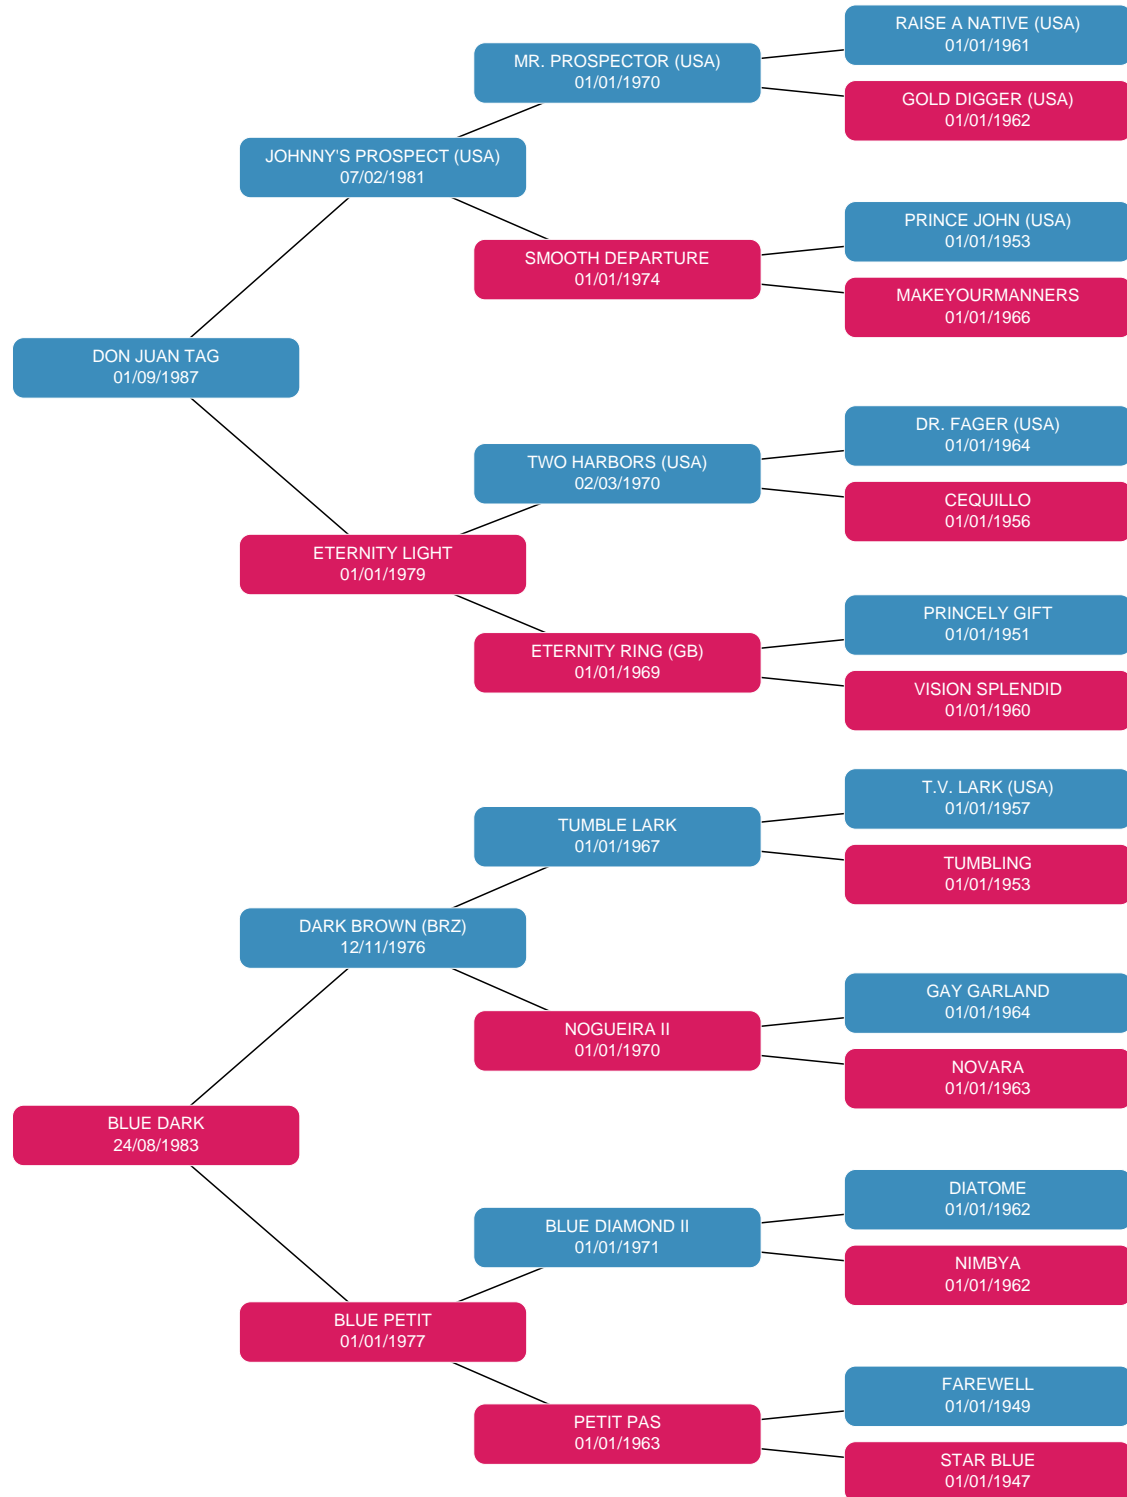 RAISE A NATIVE (USA)
01/01/1961
MR. PROSPECTOR (USA)
01/01/1970
GOLD DIGGER (USA)
01/01/1962
JOHNNY'S PROSPECT (USA)
07/02/1981
PRINCE JOHN (USA)
01/01/1953
SMOOTH DEPARTURE
01/01/1974
MAKEYOURMANNERS
01/01/1966
DON JUAN TAG
01/09/1987
DR. FAGER (USA)
01/01/1964
TWO HARBORS (USA)
02/03/1970
CEQUILLO
01/01/1956
ETERNITY LIGHT
01/01/1979
PRINCELY GIFT
01/01/1951
ETERNITY RING (GB)
01/01/1969
VISION SPLENDID
01/01/1960
T.V. LARK (USA)
01/01/1957
TUMBLE LARK
01/01/1967
TUMBLING
01/01/1953
DARK BROWN (BRZ)
12/11/1976
GAY GARLAND
01/01/1964
NOGUEIRA II
01/01/1970
NOVARA
01/01/1963
BLUE DARK
24/08/1983
DIATOME
01/01/1962
BLUE DIAMOND II
01/01/1971
NIMBYA
01/01/1962
BLUE PETIT
01/01/1977
FAREWELL
01/01/1949
PETIT PAS
01/01/1963
STAR BLUE
01/01/1947